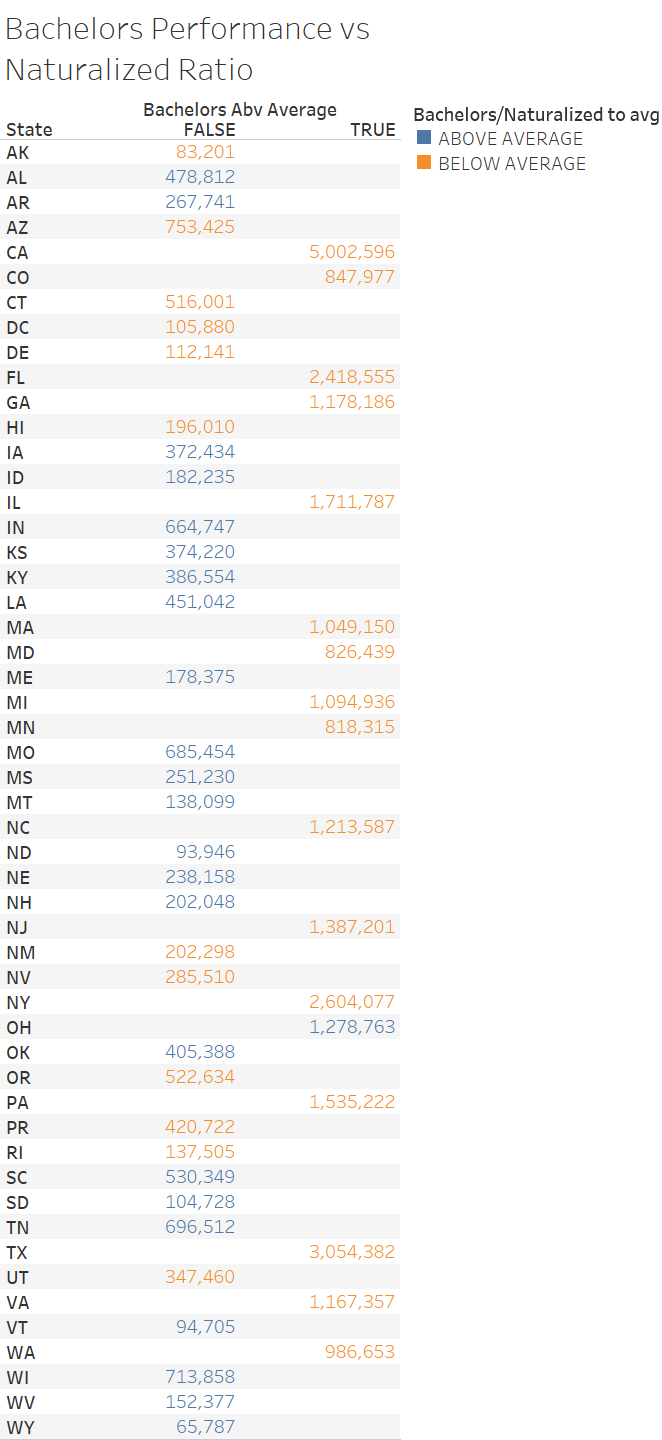 Bachelors Performance vs
Naturalized Ratio
Bachelors Abv Average
State FALSE TRUE
Bachelors/Naturalized to avg
ABOVE AVERAGE
BELOW AVERAGE
AK 83,201
AL 478,812
AR 267,741
AZ 753,425
CA 5,002,596
CO 847,977
CT 516,001
DC 105,880
DE 112,141
FL 2,418,555
GA 1,178,186
HI 196,010
IA 372,434
ID 182,235
IL 1,711,787
IN 664,747
KS 374,220
KY 386,554
LA 451,042
MA 1,049,150
MD 826,439
ME 178,375
MI 1,094,936
MN 818,315
MO 685,454
MS 251,230
MT 138,099
NC 1,213,587
ND 93,946
NE 238,158
NH 202,048
NJ 1,387,201
NM 202,298
NV 285,510
NY 2,604,077
OH 1,278,763
OK 405,388
OR 522,634
PA 1,535,222
PR 420,722
RI 137,505
SC 530,349
SD 104,728
TN 696,512
TX 3,054,382
UT 347,460
VA 1,167,357
VT 94,705
WA 986,653
WI 713,858
WV 152,377
WY 65,787